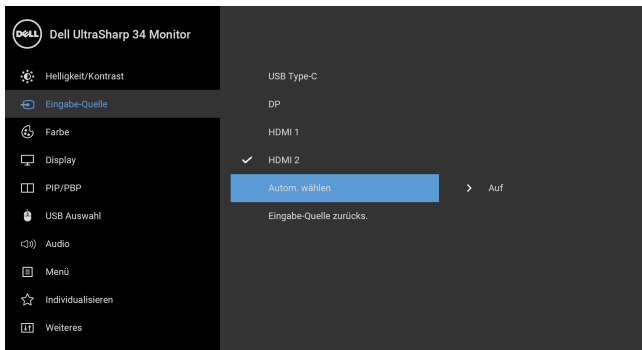 DELL Dell UltraSharp 34 Monitor
Helligkeit/Kontrast
USB Type-C
Eingabe-Quelle
DP
Farbe
HDMI 1
Display
HDMI 2
PIP/PBP
Autom. wählen
Auf
USB Auswahl
Eingabe-Quelle zurücks.
Audio
Menü
Individualisieren
Weiteres